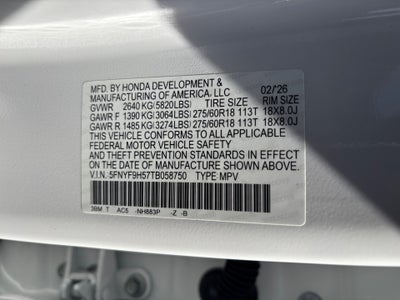 MFD. BY HONDA DEVELOPMENT & 02/'26
MANUFACTURING OF AMERICA, LLC
GVWR 2640 KG(5820LBS) TIRE SIZE RIM SIZE
GAWR F 1390 KG(3064LBS) 275/60R18 113T 18X8.0J
GAWR R 1485 KG(3274LBS) 275/60R18 113T 18X8.0J
THIS VEHICLE CONFORMS TO ALL APPLICABLE
FEDERAL MOTOR VEHICLE SAFETY
STANDARDS IN EFFECT
ON THE DATE OF MANUFACTURE SHOWN ABOVE.
VIN: 5FNYF9H57TB058750 TYPE: MPV
3BM T AC5 -NH883P -Z -B